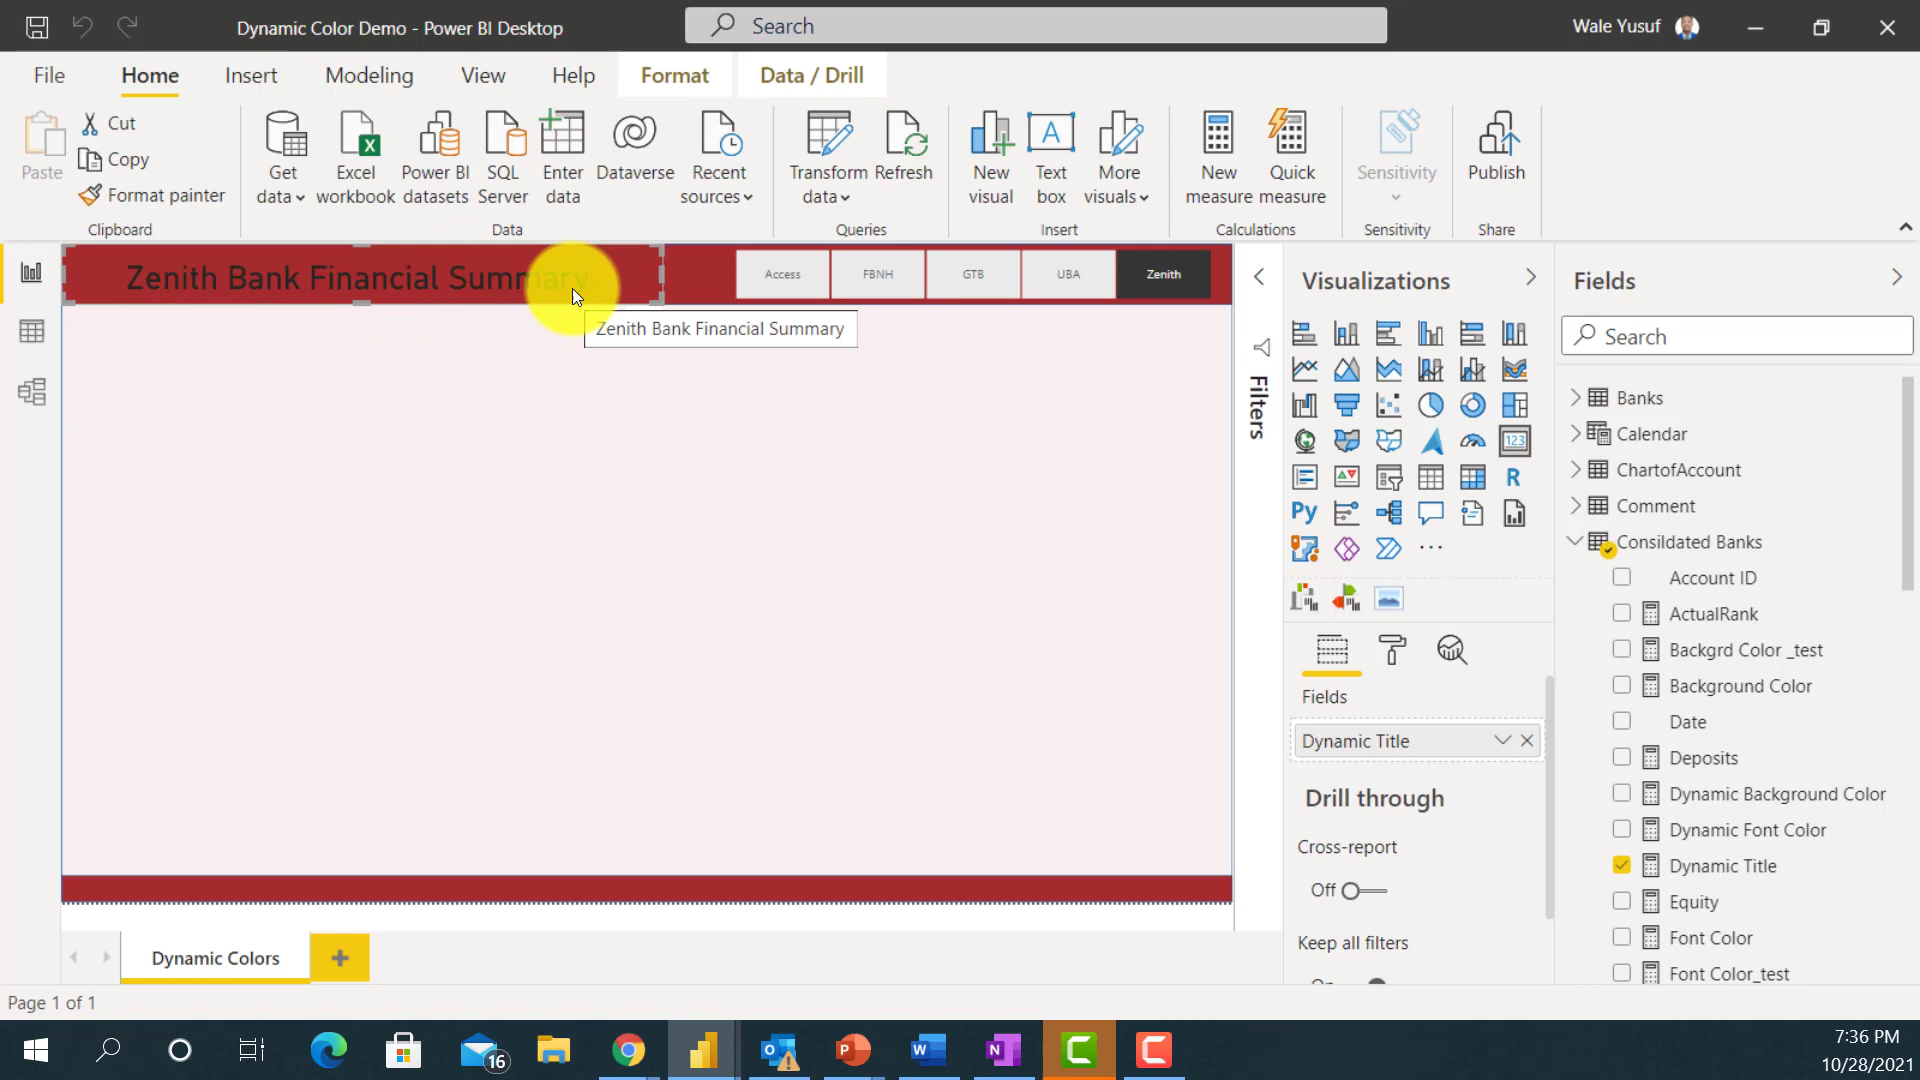 Dynamic Color Demo - Power BI Desktop
Search
Wale Yusuf
File
Home
Insert
Modeling
View
Help
Format
Data / Drill
Paste
Cut
Copy
Format painter
Clipboard
Get data
Excel workbook
Power BI datasets
SQL Server
Enter data
Dataverse
Recent sources
Data
Transform data
Refresh
Queries
New visual
Text box
More visuals
Insert
New measure
Quick measure
Calculations
Sensitivity
Sensitivity
Publish
Share
Zenith Bank Financial Summary
Access
FBNH
GTB
UBA
Zenith
Zenith Bank Financial Summary
Filters
Visualizations
123
R
Py
Fields
Dynamic Title
Drill through
Cross-report
Off
Keep all filters
On
Fields
Search
Banks
Calendar
ChartofAccount
Comment
Consildated Banks
Account ID
ActualRank
Backgrd Color _test
Background Color
Date
Deposits
Dynamic Background Color
Dynamic Font Color
Dynamic Title
Equity
Font Color
Font Color_test
Dynamic Colors
Page 1 of 1
16
7:36 PM
10/28/2021